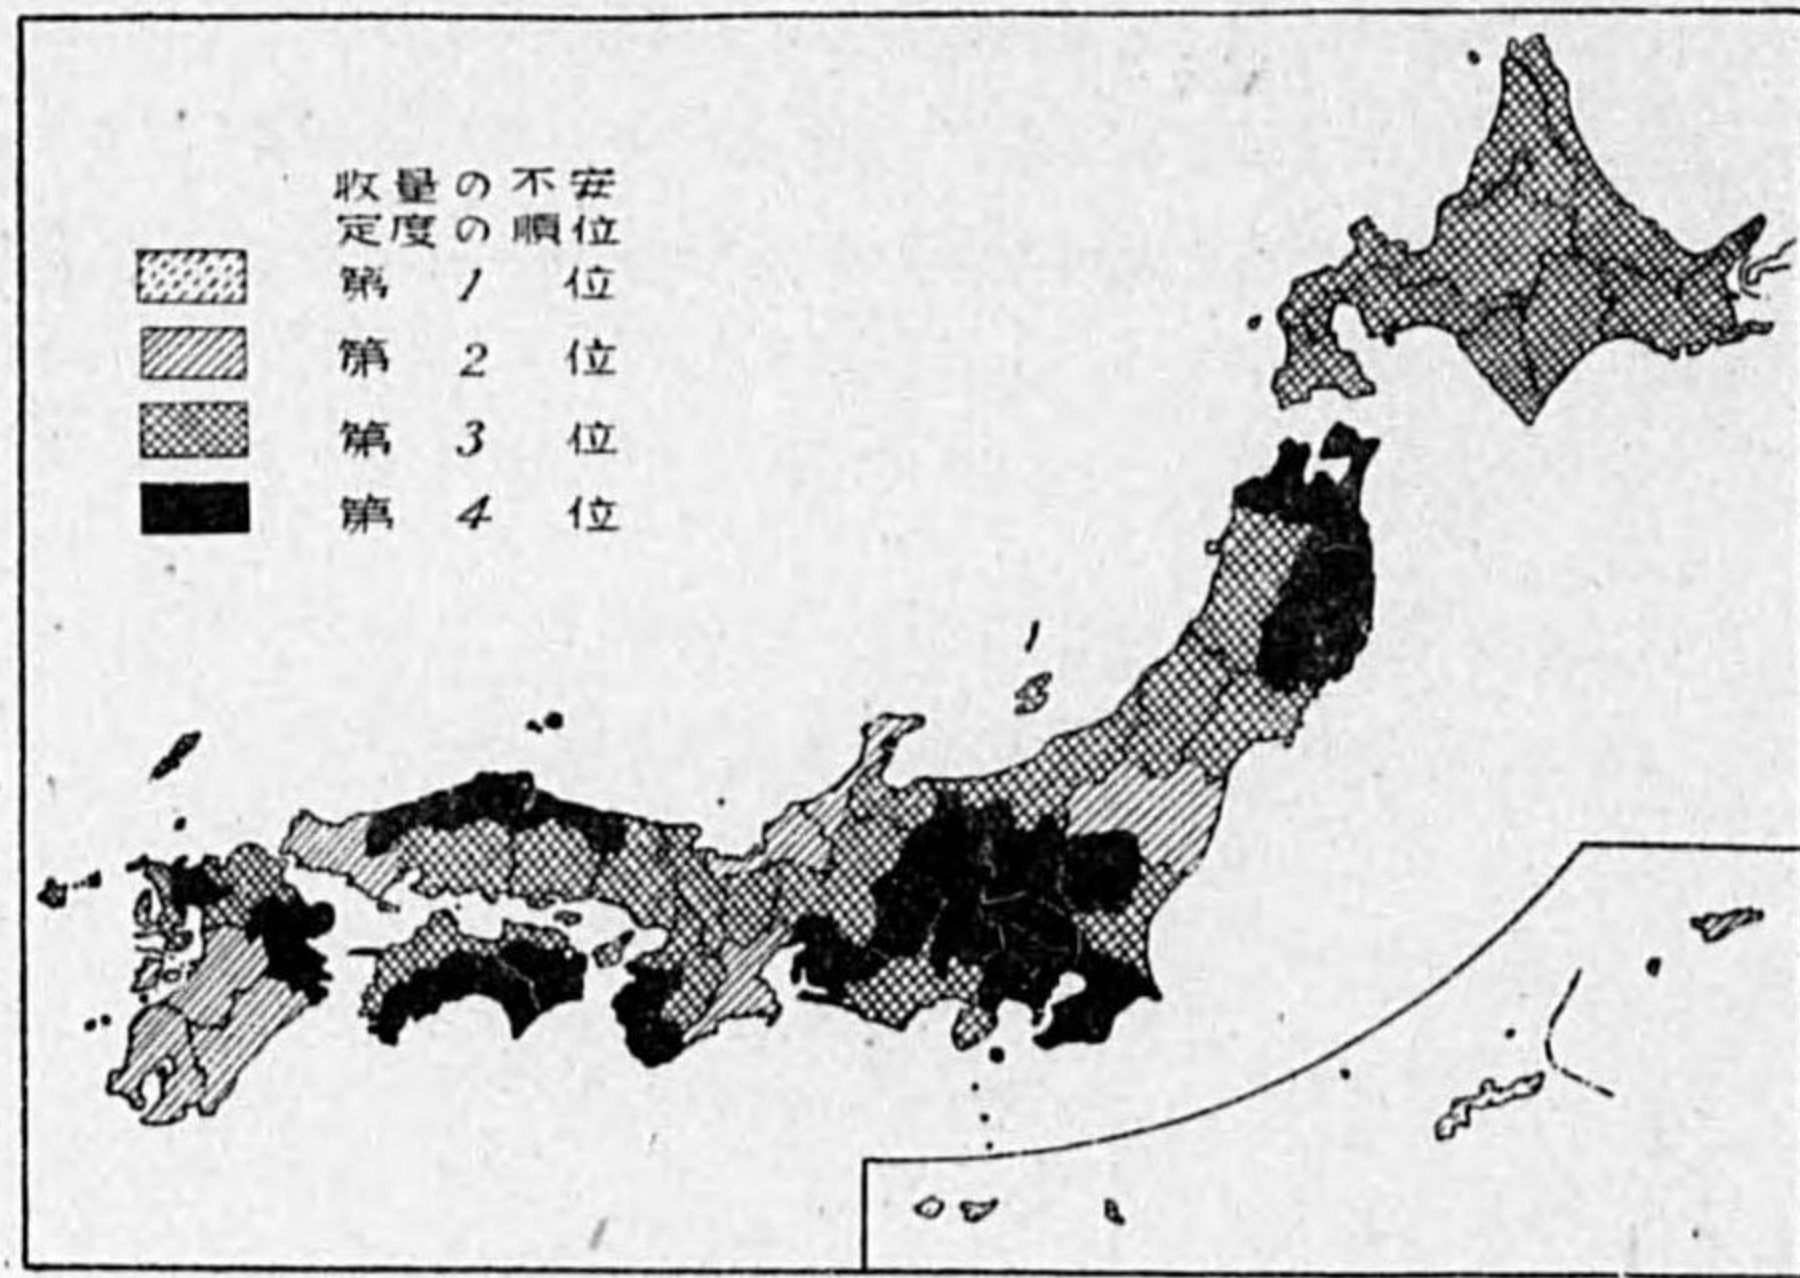 收量の不安
定度の順位
第1位
第2位
第3位
第4位